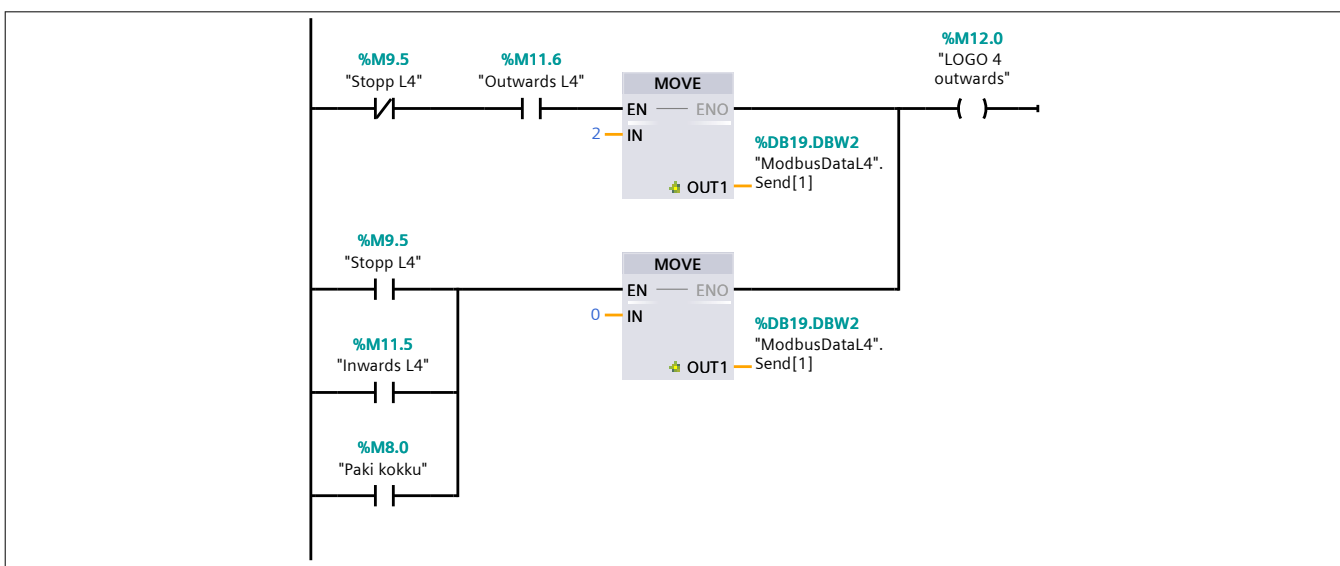 %M9.5
"Stopp L4"
%M11.6
"Outwards L4"
MOVE
EN
ENO
2
IN
OUT1
%DB19.DBW2
"ModbusDataL4".
Send[1]
%M12.0
"LOGO 4
outwards"
%M9.5
"Stopp L4"
MOVE
EN
ENO
0
IN
OUT1
%DB19.DBW2
"ModbusDataL4".
Send[1]
%M11.5
"Inwards L4"
%M8.0
"Paki kokku"